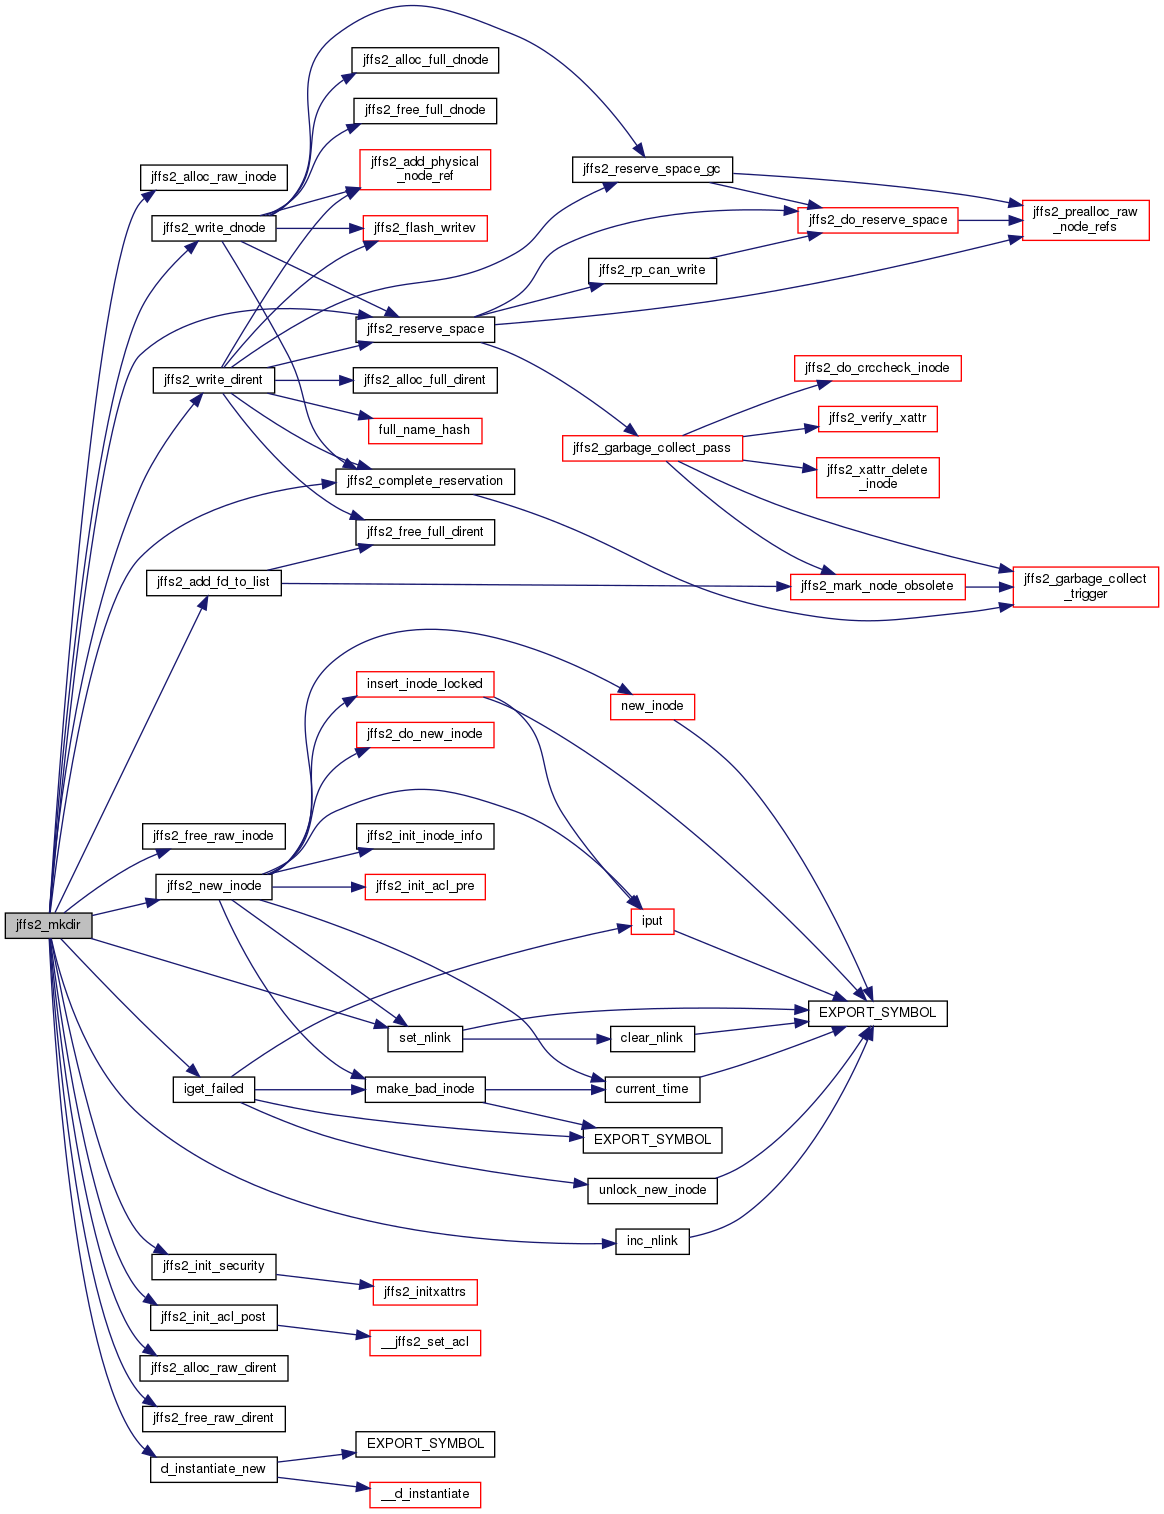 jffs2_alloc_full_dnode
jffs2_free_full_dnode
jffs2_add_physical
_node_ref
jffs2_alloc_raw_inode
jffs2_reserve_space_gc
jffs2_write_dnode
jffs2_flash_writev
jffs2_do_reserve_space
jffs2_prealloc_raw
_node_refs
jffs2_rp_can_write
jffs2_reserve_space
jffs2_write_dirent
jffs2_alloc_full_dirent
jffs2_do_crccheck_inode
full_name_hash
jffs2_verify_xattr
jffs2_garbage_collect_pass
jffs2_xattr_delete
_inode
jffs2_complete_reservation
jffs2_free_full_dirent
jffs2_add_fd_to_list
jffs2_mark_node_obsolete
jffs2_garbage_collect
_trigger
insert_inode_locked
new_inode
jffs2_do_new_inode
jffs2_free_raw_inode
jffs2_init_inode_info
jffs2_new_inode
jffs2_init_acl_pre
jffs2_mkdir
iput
EXPORT_SYMBOL
set_nlink
clear_nlink
iget_failed
make_bad_inode
current_time
EXPORT_SYMBOL
unlock_new_inode
inc_nlink
jffs2_init_security
jffs2_initxattrs
jffs2_init_acl_post
__jffs2_set_acl
jffs2_alloc_raw_dirent
jffs2_free_raw_dirent
EXPORT_SYMBOL
d_instantiate_new
__d_instantiate